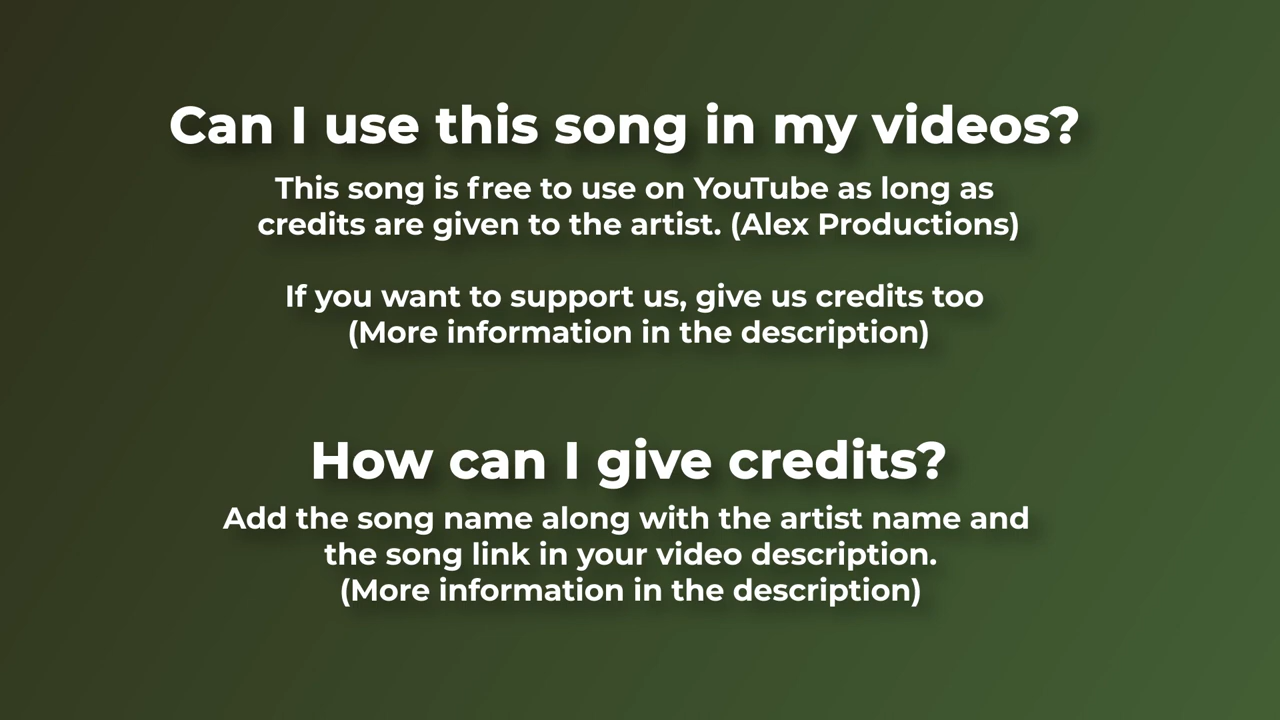 Can I use this song in my videos?
This song is free to use on YouTube as long as
credits are given to the artist. (Alex Productions)
If you want to support us, give us credits too
(More information in the description)
How can I give credits?
Add the song name along with the artist name and
the song link in your video description.
(More information in the description)